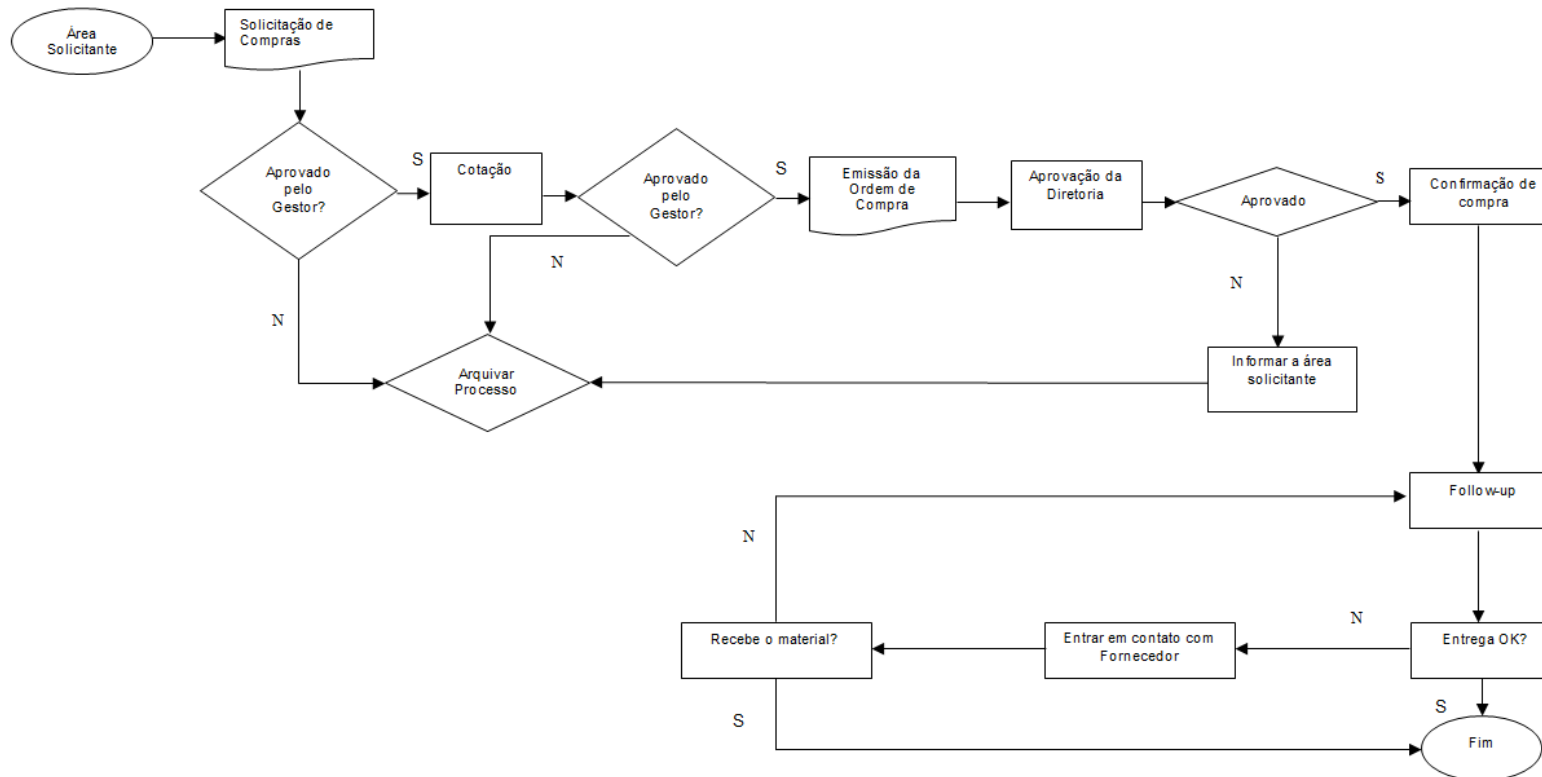 Área
Solicitante
Solicitação de
Compras
Aprovado
pelo
Gestor?
S
Cotação
Aprovado
pelo
Gestor?
S
Emissão da
Ordem de
Compra
Aprovação da
Diretoria
Aprovado
S
Confirmação de
compra
N
N
N
Arquivar
Processo
Informar a área
solicitante
Follow-up
N
Recebe o material?
Entrar em contato com
Fornecedor
N
Entrega OK?
S
S
Fim